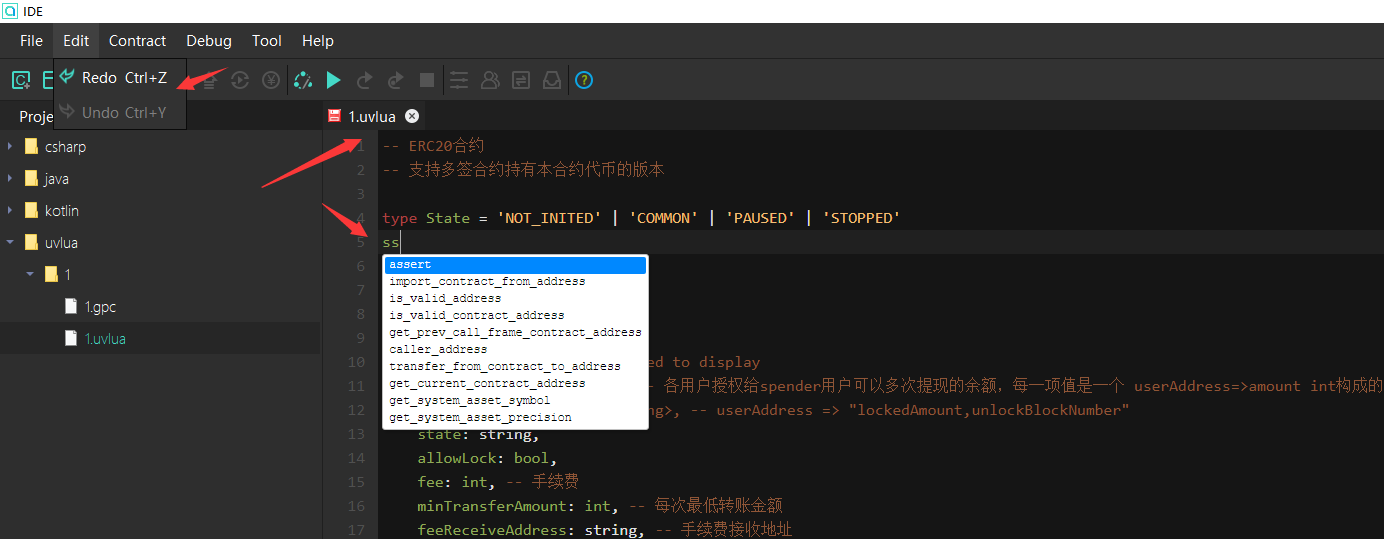 IDE
File Edit Contract Debug Tool Help
Redo Ctrl+Z
Undo Ctrl+Y
Proje
1.uvlua
csharp
java
kotlin
uvlua
1
1.gpc
1.uvlua
1 -- ERC20合约
2 -- 支持多签合约持有本合约代币的版本
3
4 type State = 'NOT_INITED' | 'COMMON' | 'PAUSED' | 'STOPPED'
5 ss
assert
import_contract_from_address
is_valid_address
is_valid_contract_address
get_prev_call_frame_contract_address
caller_address
transfer_from_contract_to_address
get_current_contract_address
get_system_asset_symbol
get_system_asset_precision
6
7
8
9
10 ed to display
11 - 各用户授权给spender用户可以多次提现的余额，每一项值是一个 userAddress=>amount int构成的
12 ng>, -- userAddress => "lockedAmount,unlockBlockNumber"
13 state: string,
14 allowLock: bool,
15 fee: int, -- 手续费
16 minTransferAmount: int, -- 每次最低转账金额
17 feeReceiveAddress: string, -- 手续费接收地址